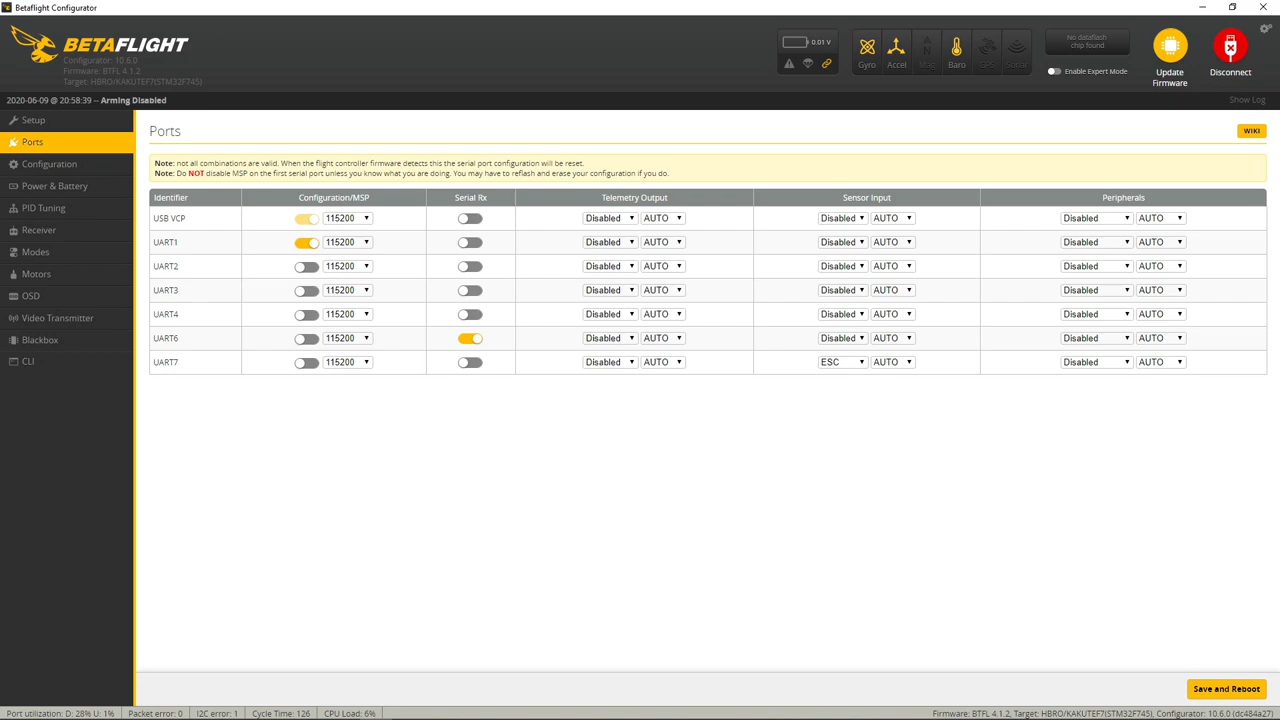 Betaflight Configurator
BETAFLIGHT
Configurator: 10.6.0
Firmware: BTFL 4.1.2
Target: HBRO/KAKUTEF7(STM32F745)
0.01 V
Gyro Accel Mag Baro GPS Sonar
No dataflash
chip found
Enable Expert Mode
Update
Firmware
Disconnect
2020-06-09 @ 20:58:39 -- Arming Disabled
Show Log
Setup
Ports
Configuration
Power & Battery
PID Tuning
Receiver
Modes
Motors
OSD
Video Transmitter
Blackbox
CLI
Ports
WIKI
Note: not all combinations are valid. When the flight controller firmware detects this the serial port configuration will be reset.
Note: Do NOT disable MSP on the first serial port unless you know what you are doing. You may have to reflash and erase your configuration if you do.
Identifier Configuration/MSP Serial Rx Telemetry Output Sensor Input Peripherals
USB VCP 115200 Disabled AUTO Disabled AUTO Disabled AUTO
UART1 115200 Disabled AUTO Disabled AUTO Disabled AUTO
UART2 115200 Disabled AUTO Disabled AUTO Disabled AUTO
UART3 115200 Disabled AUTO Disabled AUTO Disabled AUTO
UART4 115200 Disabled AUTO Disabled AUTO Disabled AUTO
UART6 115200 Disabled AUTO Disabled AUTO Disabled AUTO
UART7 115200 Disabled AUTO ESC AUTO Disabled AUTO
Save and Reboot
Port utilization: D: 28% U: 1% Packet error: 0 I2C error: 1 Cycle Time: 126 CPU Load: 6% Firmware: BTFL 4.1.2, Target: HBRO/KAKUTEF7(STM32F745), Configurator: 10.6.0 (dc484a27)